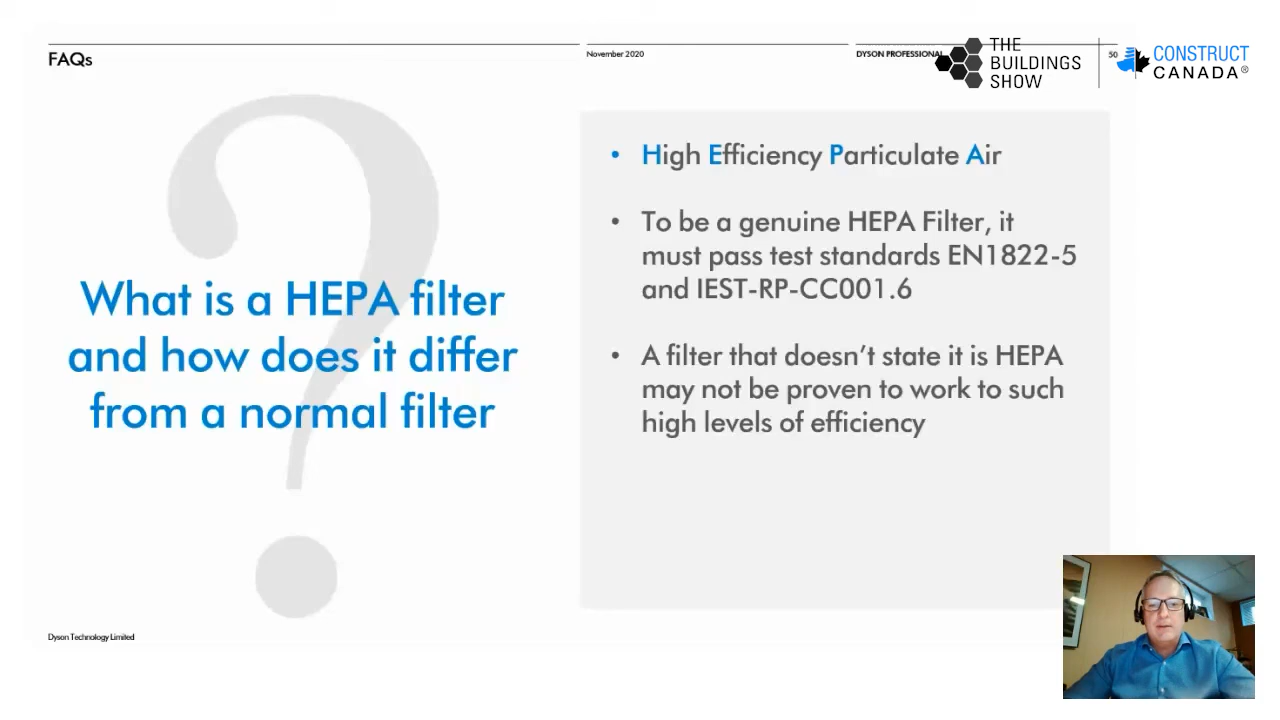 FAQs
November 2020
DYSON PROFESSIONAL
50
THE
BUILDINGS
SHOW
CONSTRUCT
CANADA®
What is a HEPA filter
and how does it differ
from a normal filter
• High Efficiency Particulate Air
• To be a genuine HEPA Filter, it
must pass test standards EN1822-5
and IEST-RP-CC001.6
• A filter that doesn't state it is HEPA
may not be proven to work to such
high levels of efficiency
Dyson Technology Limited